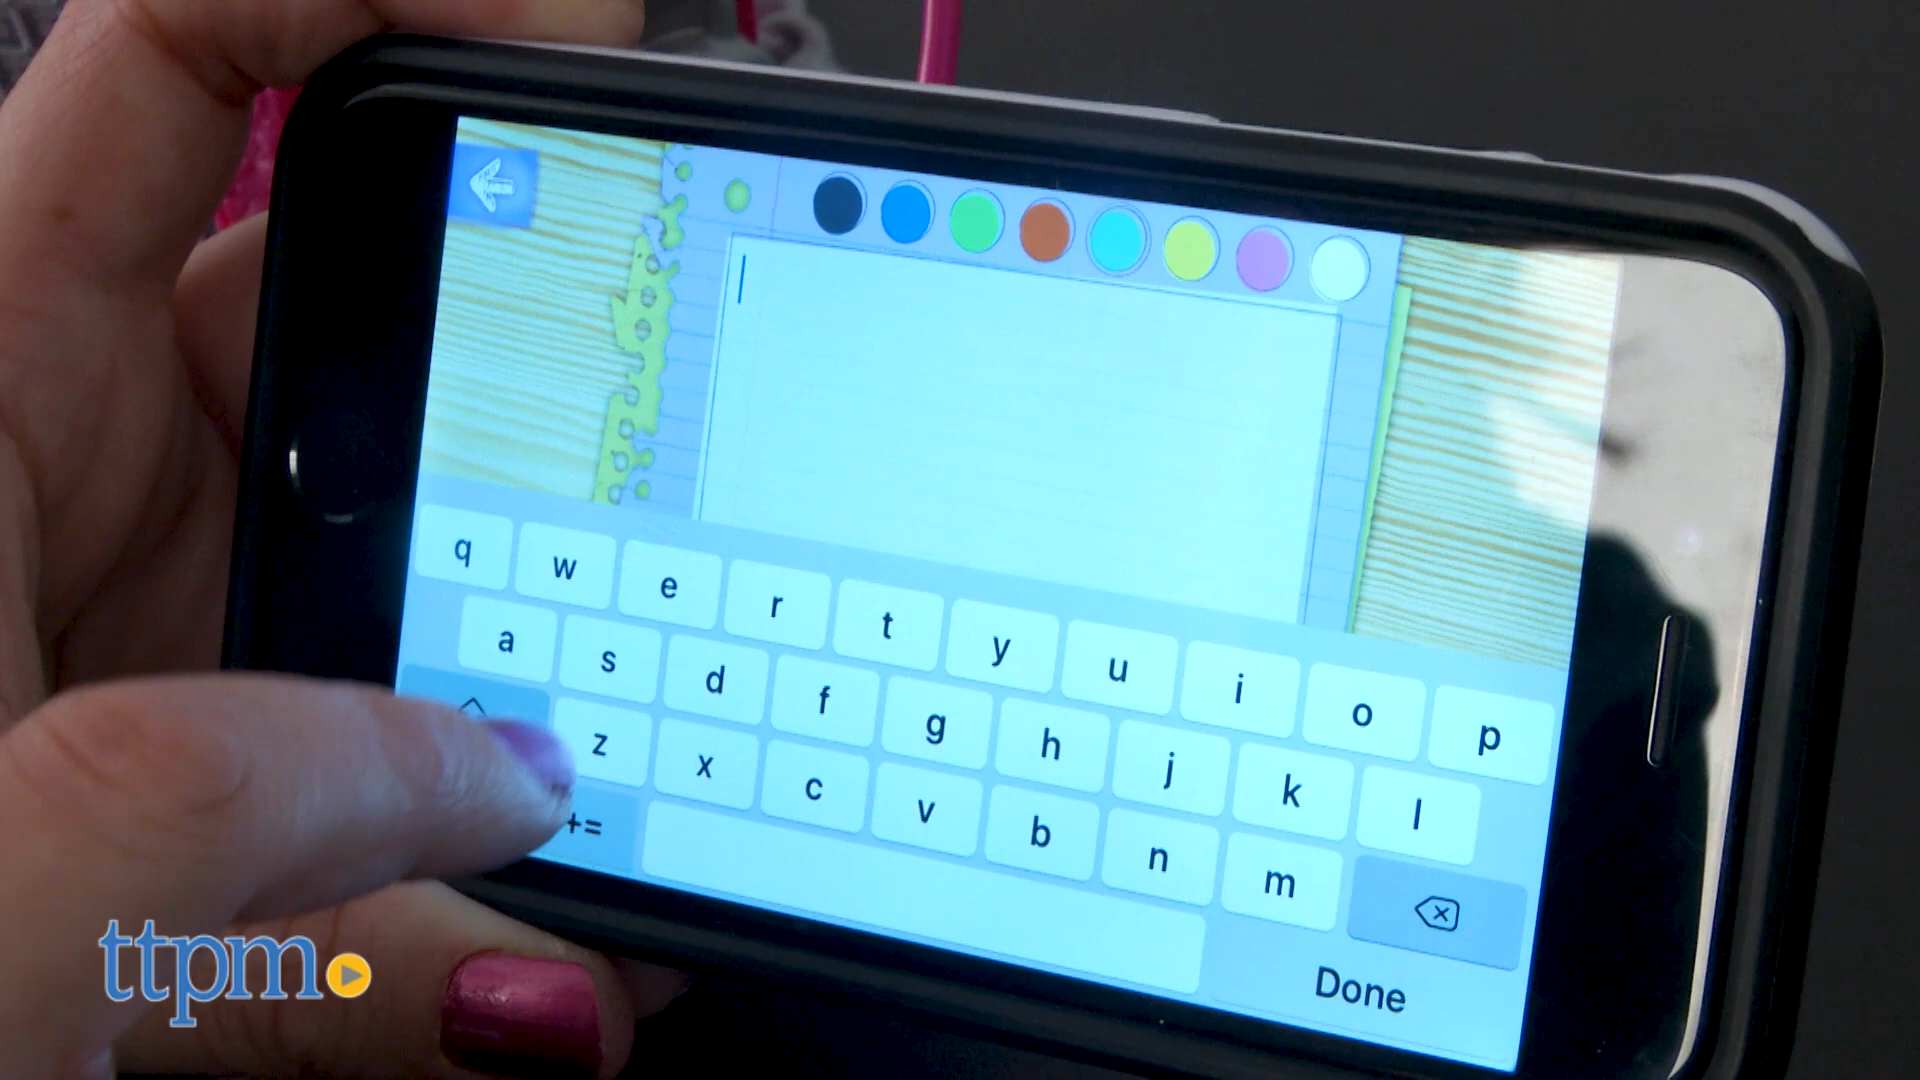 q w e r t y u i o p
a s d f g h j k l
z x c v b n m
+=
Done
ttpm